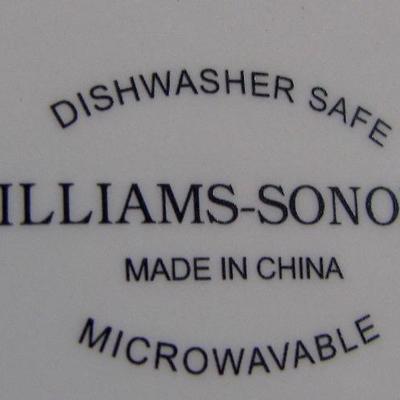 DISHWASHER SAFE
ILLIAMS-SONO
MADE IN CHINA
MICROWAVABLE